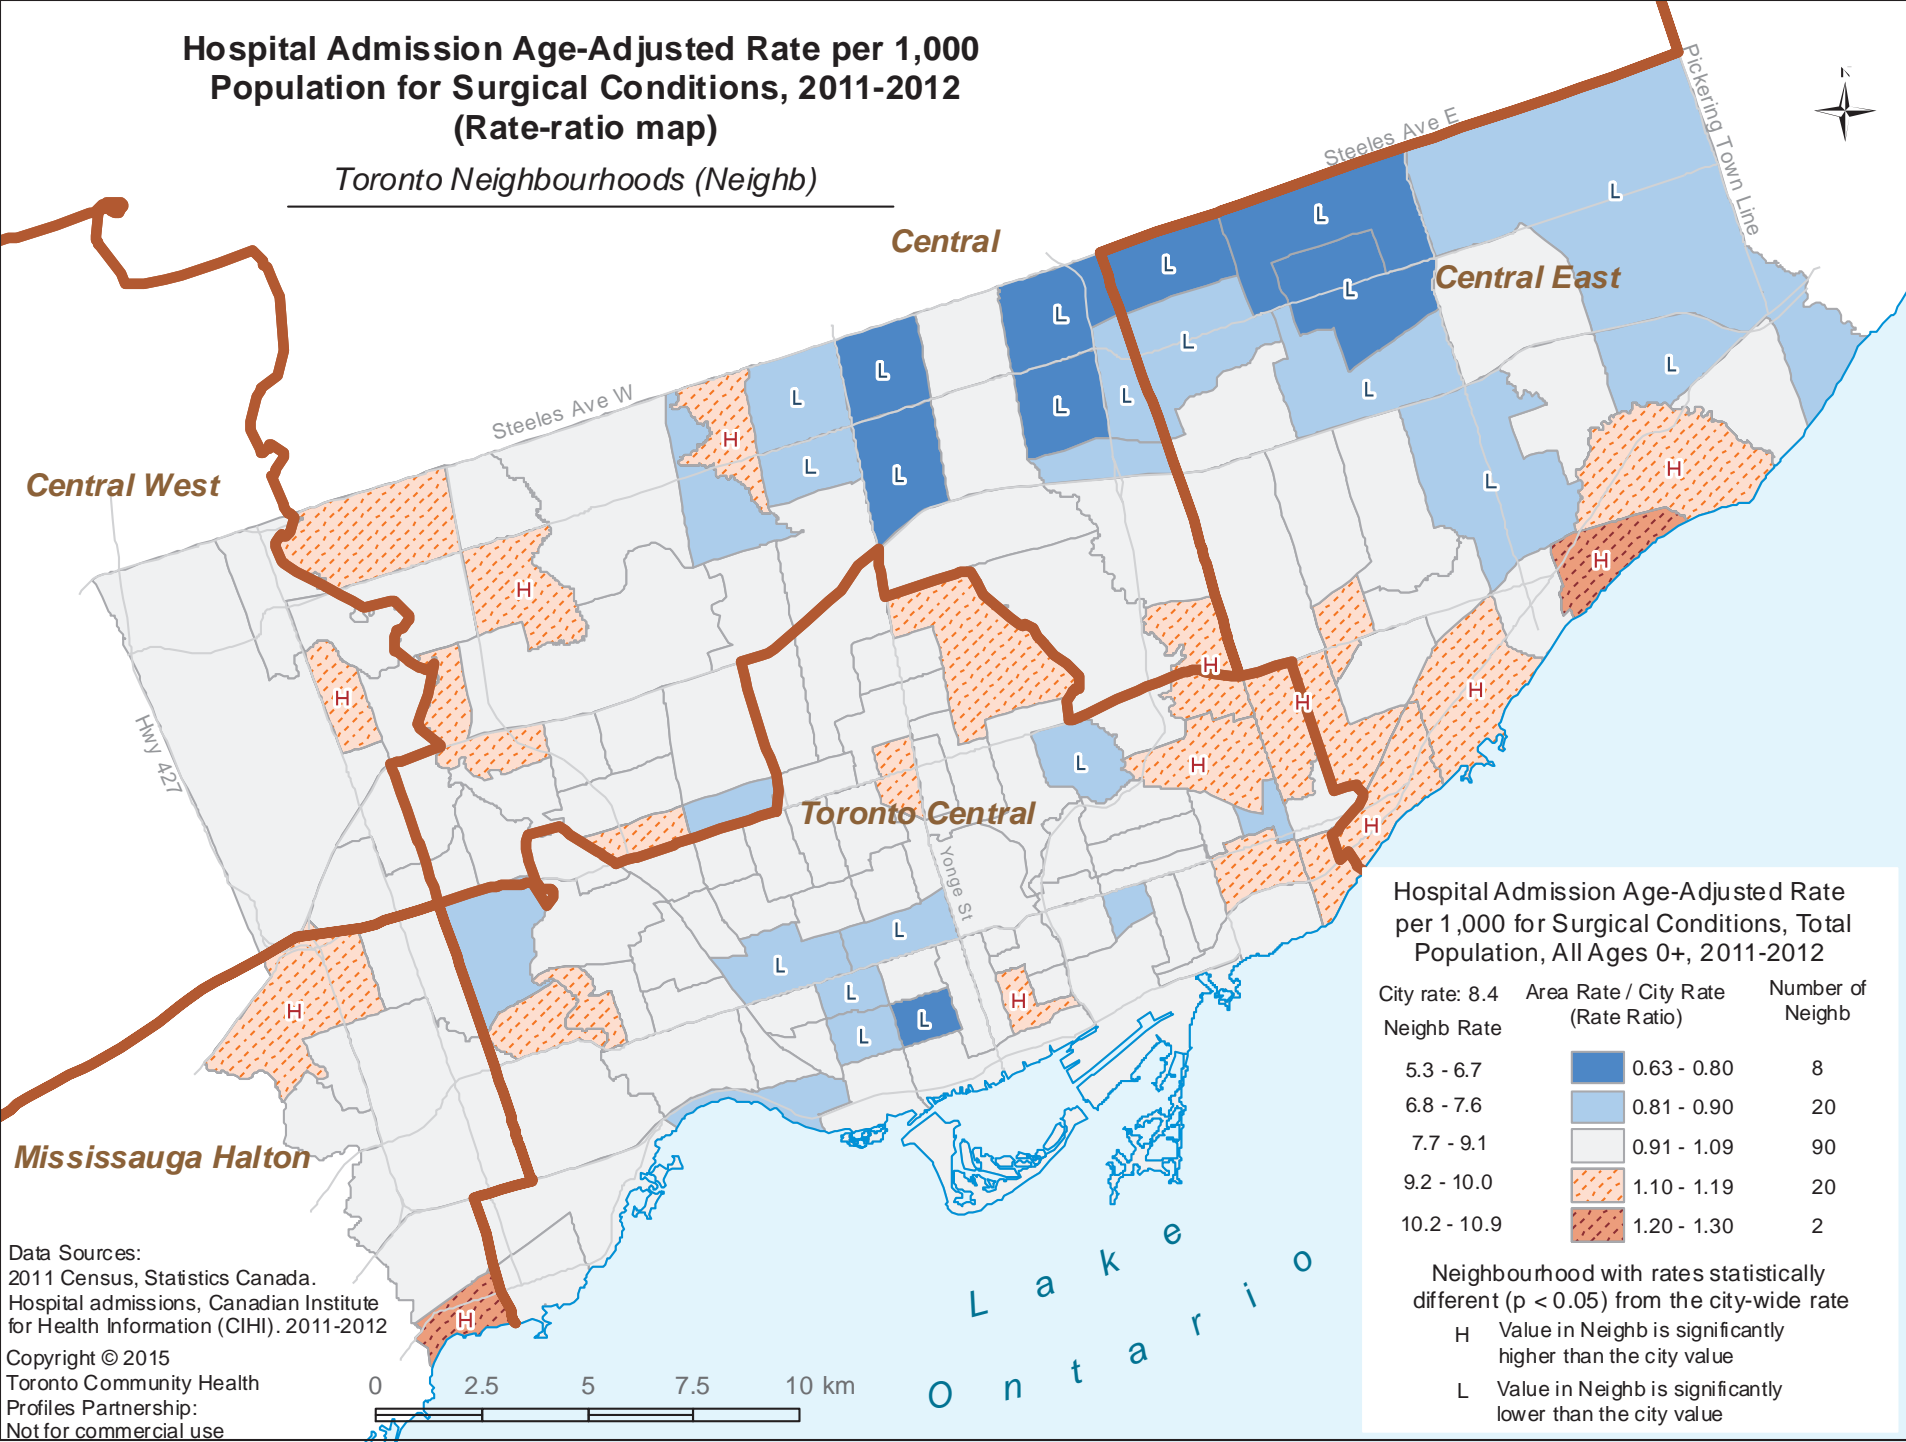 Hospital Admission Age-Adjusted Rate per 1,000
Population for Surgical Conditions, 2011-2012
(Rate-ratio map)
Toronto Neighbourhoods (Neighb)
N
Pickering Town Line
Steeles Ave E
L
L
Central
L
Central East
L
L
L
L
L
Steeles Ave W
L
L
L
L
L
H
L
L
L
H
Central West
L
H
H
H
H
H
H
Hwy 427
L
H
Toronto Central
H
Yonge St
L
L
L
H
H
L
L
Mississauga Halton
H
Lake
Ontario
Data Sources:
2011 Census, Statistics Canada.
Hospital admissions, Canadian Institute
for Health Information (CIHI). 2011-2012
Copyright © 2015
Toronto Community Health
Profiles Partnership:
Not for commercial use
0 2.5 5 7.5 10 km
Hospital Admission Age-Adjusted Rate
per 1,000 for Surgical Conditions, Total
Population, All Ages 0+, 2011-2012
City rate: 8.4 Area Rate / City Rate Number of
Neighb Rate (Rate Ratio) Neighb
5.3 - 6.7 0.63 - 0.80 8
6.8 - 7.6 0.81 - 0.90 20
7.7 - 9.1 0.91 - 1.09 90
9.2 - 10.0 1.10 - 1.19 20
10.2 - 10.9 1.20 - 1.30 2
Neighbourhood with rates statistically
different (p < 0.05) from the city-wide rate
H Value in Neighb is significantly
higher than the city value
L Value in Neighb is significantly
lower than the city value